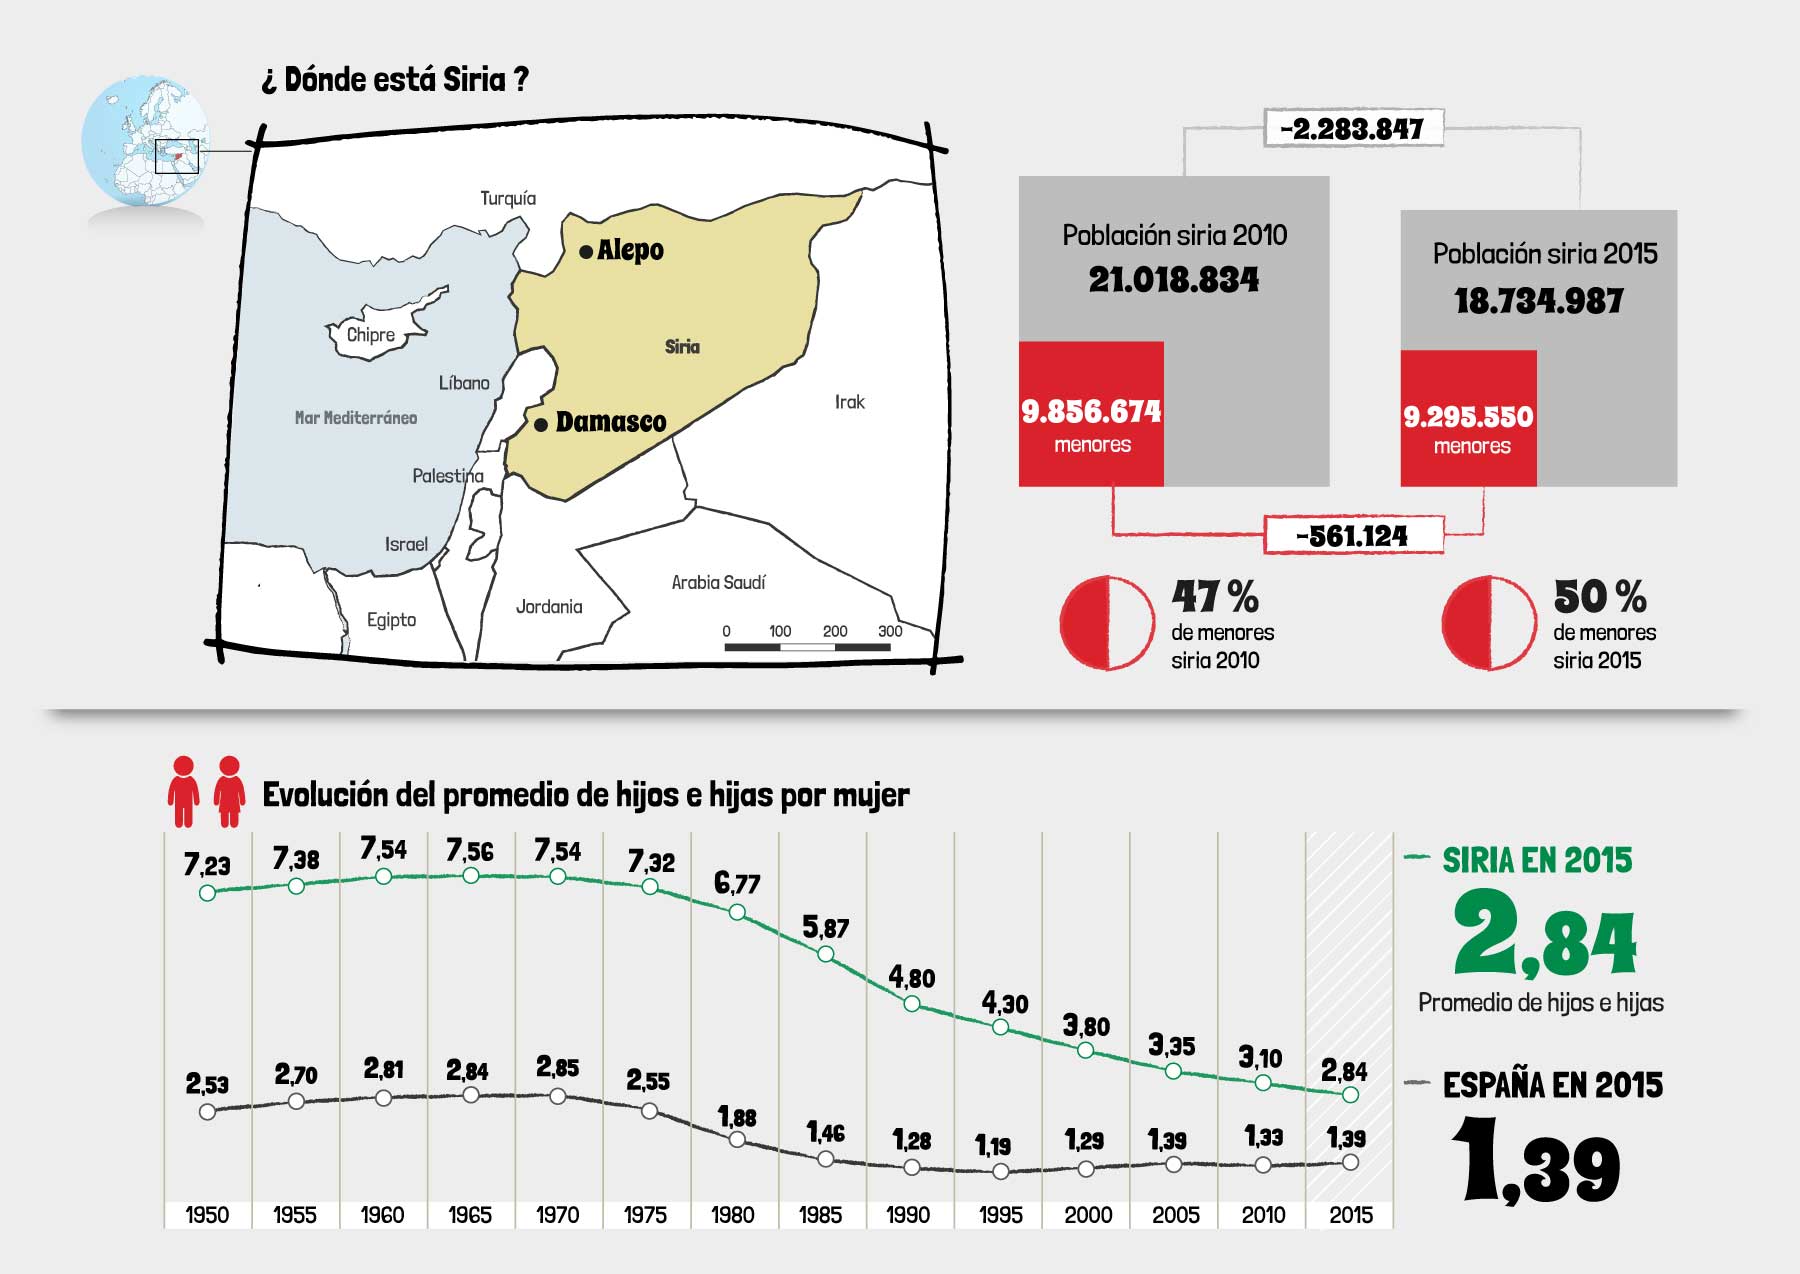 ¿ Dónde está Siria ?
Turquía
Alepo
Chipre
Siria
Líbano
Mar Mediterráneo
Damasco
Irak
Palestina
Israel
Egipto
Jordania
Arabia Saudí
0 100 200 300
-2.283.847
Población siria 2010
21.018.834
9.856.674
menores
Población siria 2015
18.734.987
9.295.550
menores
-561.124
47 %
de menores
siria 2010
50 %
de menores
siria 2015
Evolución del promedio de hijos e hijas por mujer
7,23 7,38 7,54 7,56 7,54 7,32 6,77 5,87 4,80 4,30 3,80 3,35 3,10 2,84
2,53 2,70 2,81 2,84 2,85 2,55 1,88 1,46 1,28 1,19 1,29 1,39 1,33 1,39
1950 1955 1960 1965 1970 1975 1980 1985 1990 1995 2000 2005 2010 2015
SIRIA EN 2015
2,84
Promedio de hijos e hijas
ESPAÑA EN 2015
1,39